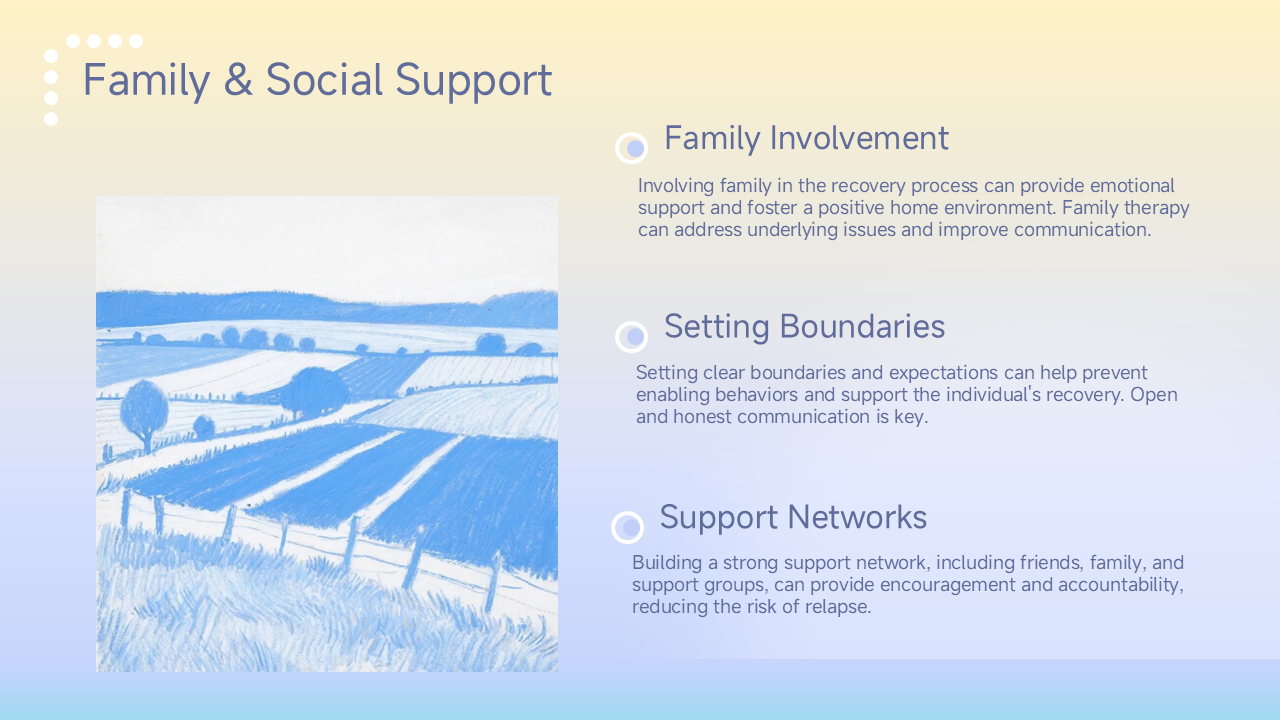 Family & Social Support
Family Involvement
Involving family in the recovery process can provide emotional
support and foster a positive home environment. Family therapy
can address underlying issues and improve communication.
Setting Boundaries
Setting clear boundaries and expectations can help prevent
enabling behaviors and support the individual's recovery. Open
and honest communication is key.
Support Networks
Building a strong support network, including friends, family, and
support groups, can provide encouragement and accountability,
reducing the risk of relapse.